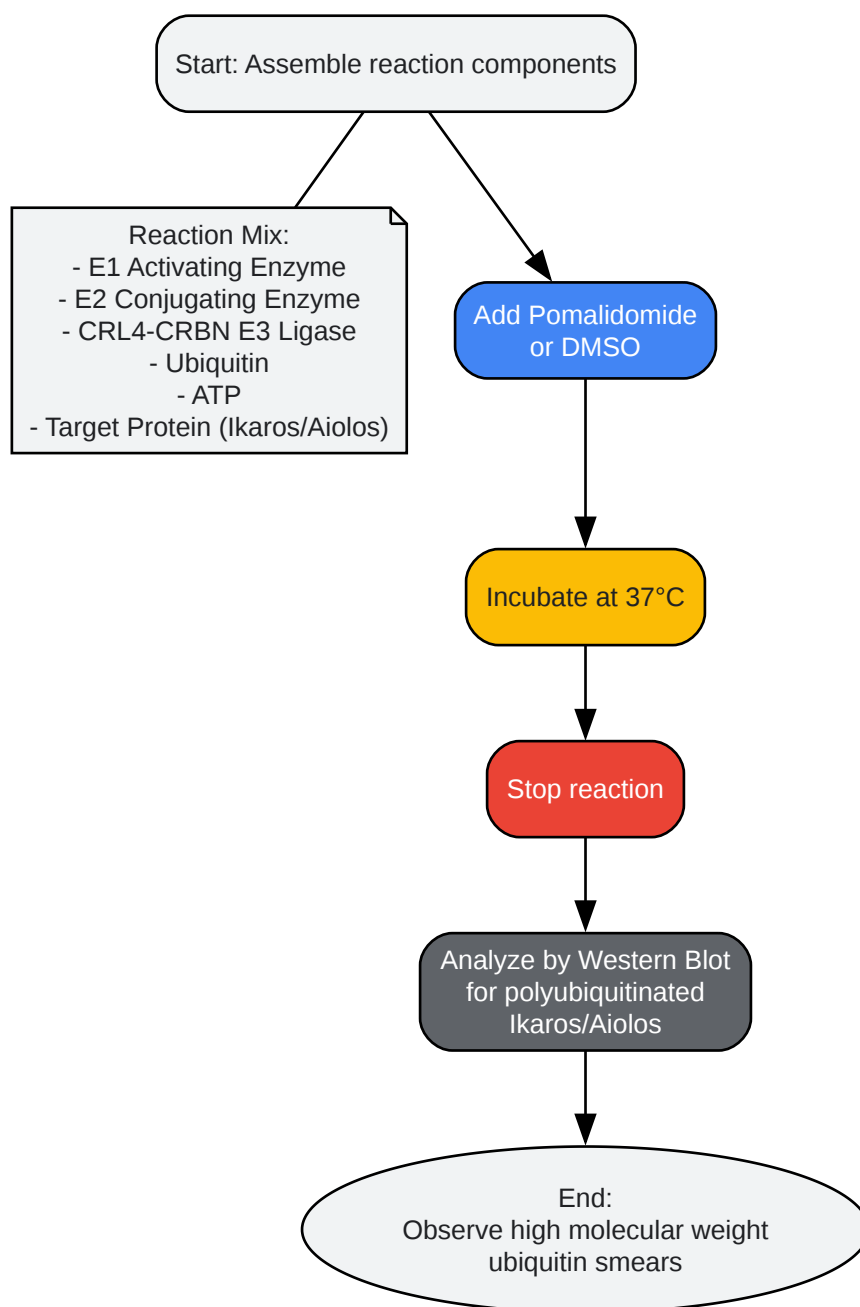 Start: Assemble reaction components
Reaction Mix:
- E1 Activating Enzyme
- E2 Conjugating Enzyme
- CRL4-CRBN E3 Ligase
- Ubiquitin
- ATP
- Target Protein (Ikaros/Aiolos)
Add Pomalidomide
or DMSO
Incubate at 37°C
Stop reaction
Analyze by Western Blot
for polyubiquitinated
Ikaros/Aiolos
End:
Observe high molecular weight
ubiquitin smears